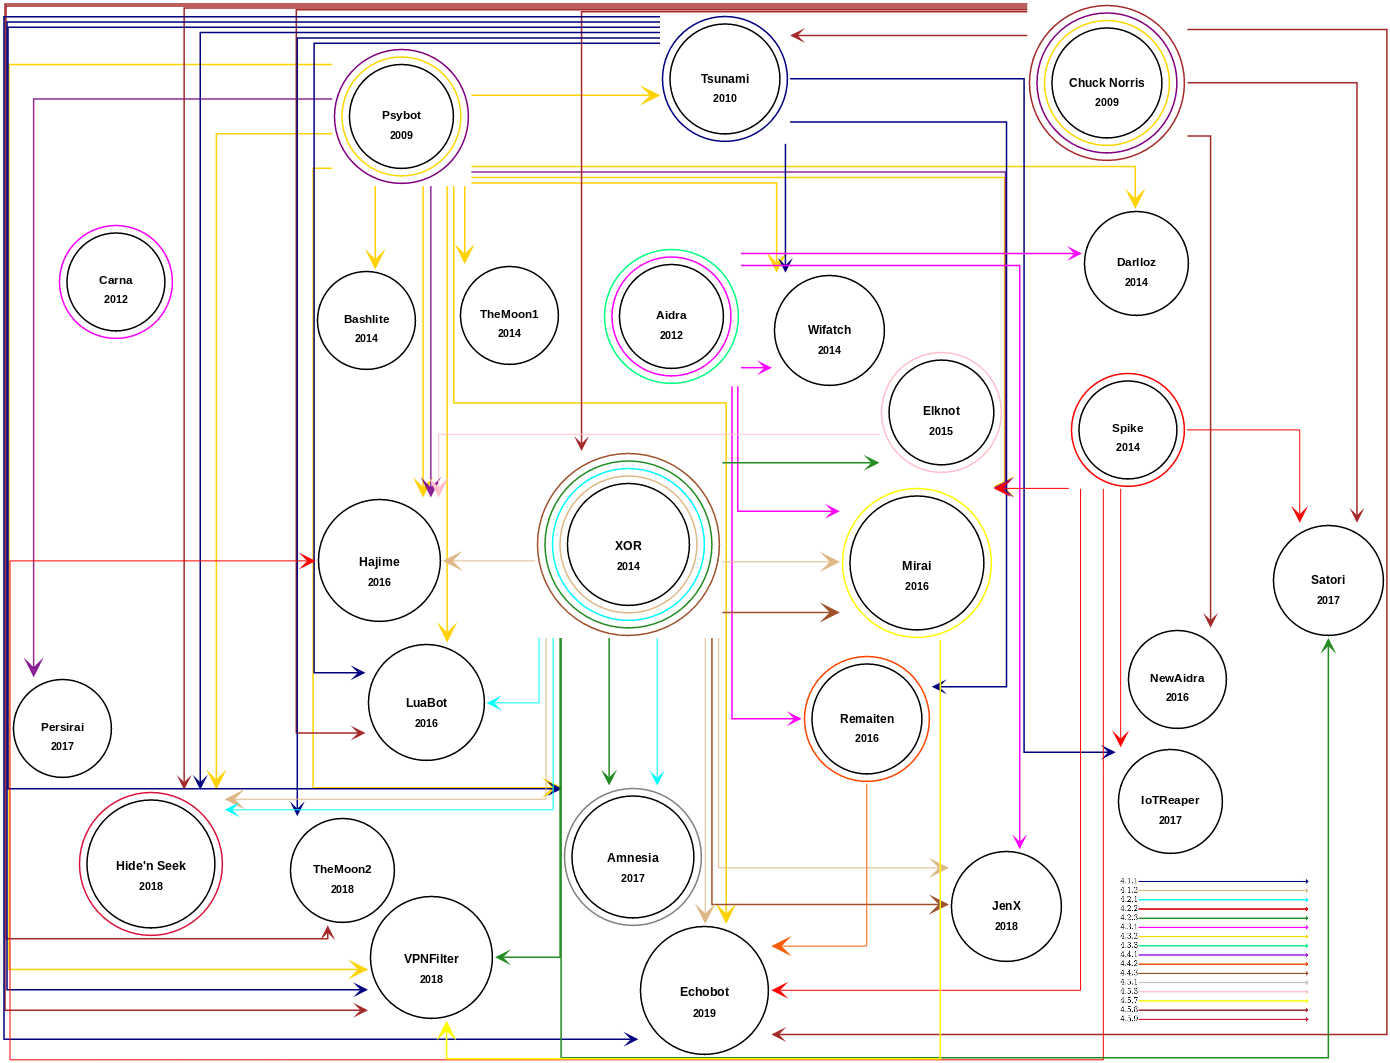 Tsunami
2010
Chuck Norris
2009
Psybot
2009
Carna
2012
Bashlite
2014
TheMoon1
2014
Aidra
2012
Wifatch
2014
Darlloz
2014
Elknot
2015
Spike
2014
XOR
2014
Hajime
2016
Mirai
2016
Satori
2017
LuaBot
2016
Remaiten
2016
NewAidra
2016
Persirai
2017
IoTReaper
2017
Hide'n Seek
2018
TheMoon2
2018
Amnesia
2017
JenX
2018
VPNFilter
2018
Echobot
2019
4.1.1
4.1.2
4.2.1
4.2.2
4.2.3
4.3.1
4.3.2
4.3.3
4.4.1
4.4.2
4.4.3
4.5.1
4.5.3
4.5.7
4.5.8
4.5.9